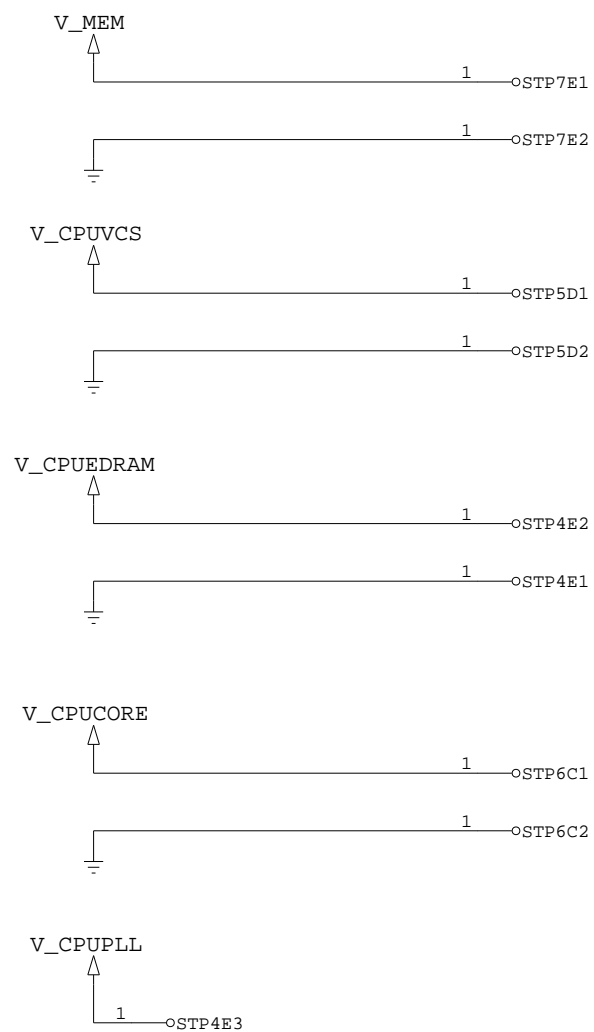 V_MEM
1
STP7E1
1
STP7E2
V_CPUVCS
1
STP5D1
1
STP5D2
V_CPUEDRAM
1
STP4E2
1
STP4E1
V_CPUCORE
1
STP6C1
1
STP6C2
V_CPUPLL
1
STP4E3